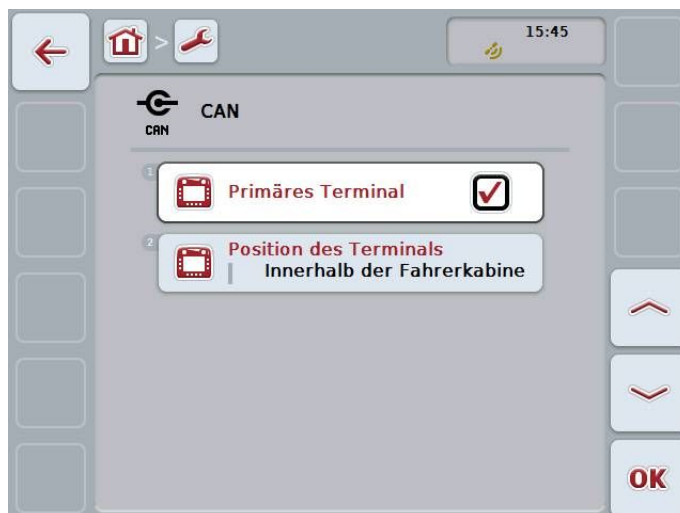 15:45
>
CAN
CAN
1
Primäres Terminal
2
Position des Terminals
Innerhalb der Fahrerkabine
OK